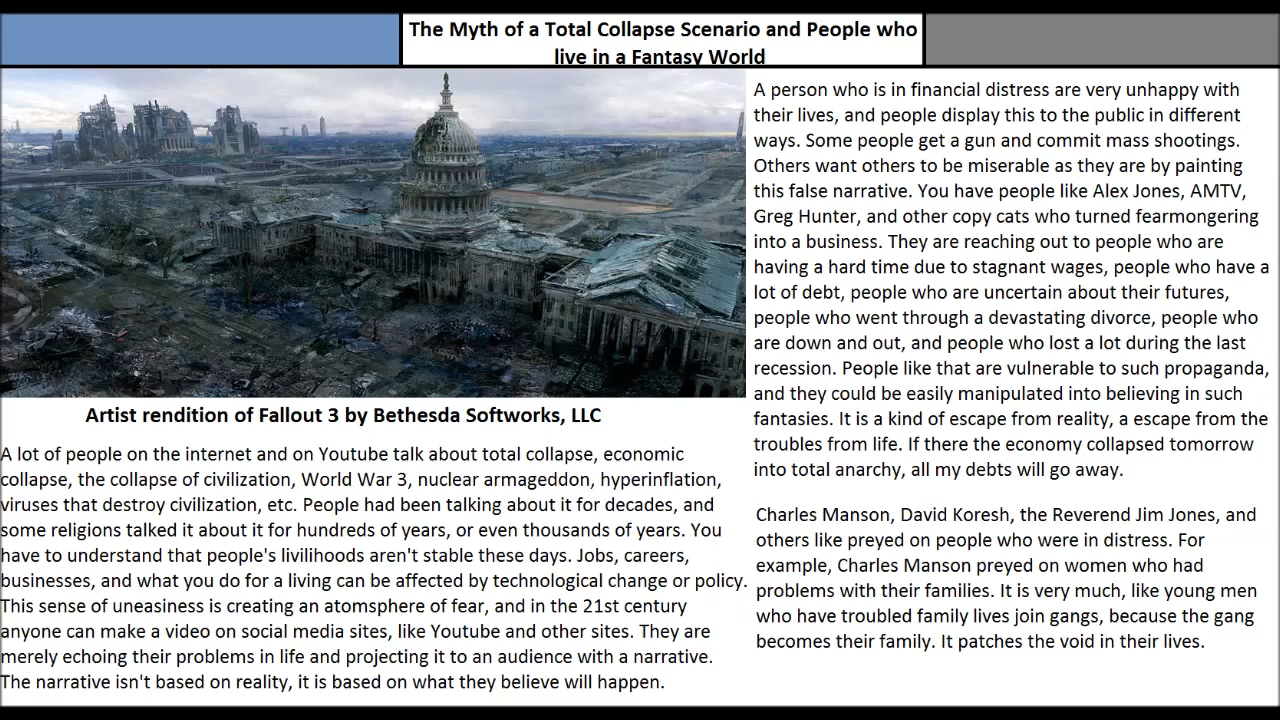 The Myth of a Total Collapse Scenario and People who
live in a Fantasy World
Artist rendition of Fallout 3 by Bethesda Softworks, LLC
A lot of people on the internet and on Youtube talk about total collapse, economic
collapse, the collapse of civilization, World War 3, nuclear armageddon, hyperinflation,
viruses that destroy civilization, etc. People had been talking about it for decades, and
some religions talked it about it for hundreds of years, or even thousands of years. You
have to understand that people's livilihoods aren't stable these days. Jobs, careers,
businesses, and what you do for a living can be affected by technological change or policy.
This sense of uneasiness is creating an atomsphere of fear, and in the 21st century
anyone can make a video on social media sites, like Youtube and other sites. They are
merely echoing their problems in life and projecting it to an audience with a narrative.
The narrative isn't based on reality, it is based on what they believe will happen.
A person who is in financial distress are very unhappy with
their lives, and people display this to the public in different
ways. Some people get a gun and commit mass shootings.
Others want others to be miserable as they are by painting
this false narrative. You have people like Alex Jones, AMTV,
Greg Hunter, and other copy cats who turned fearmongering
into a business. They are reaching out to people who are
having a hard time due to stagnant wages, people who have a
lot of debt, people who are uncertain about their futures,
people who went through a devastating divorce, people who
are down and out, and people who lost a lot during the last
recession. People like that are vulnerable to such propaganda,
and they could be easily manipulated into believing in such
fantasies. It is a kind of escape from reality, a escape from the
troubles from life. If there the economy collapsed tomorrow
into total anarchy, all my debts will go away.
Charles Manson, David Koresh, the Reverend Jim Jones, and
others like preyed on people who were in distress. For
example, Charles Manson preyed on women who had
problems with their families. It is very much, like young men
who have troubled family lives join gangs, because the gang
becomes their family. It patches the void in their lives.